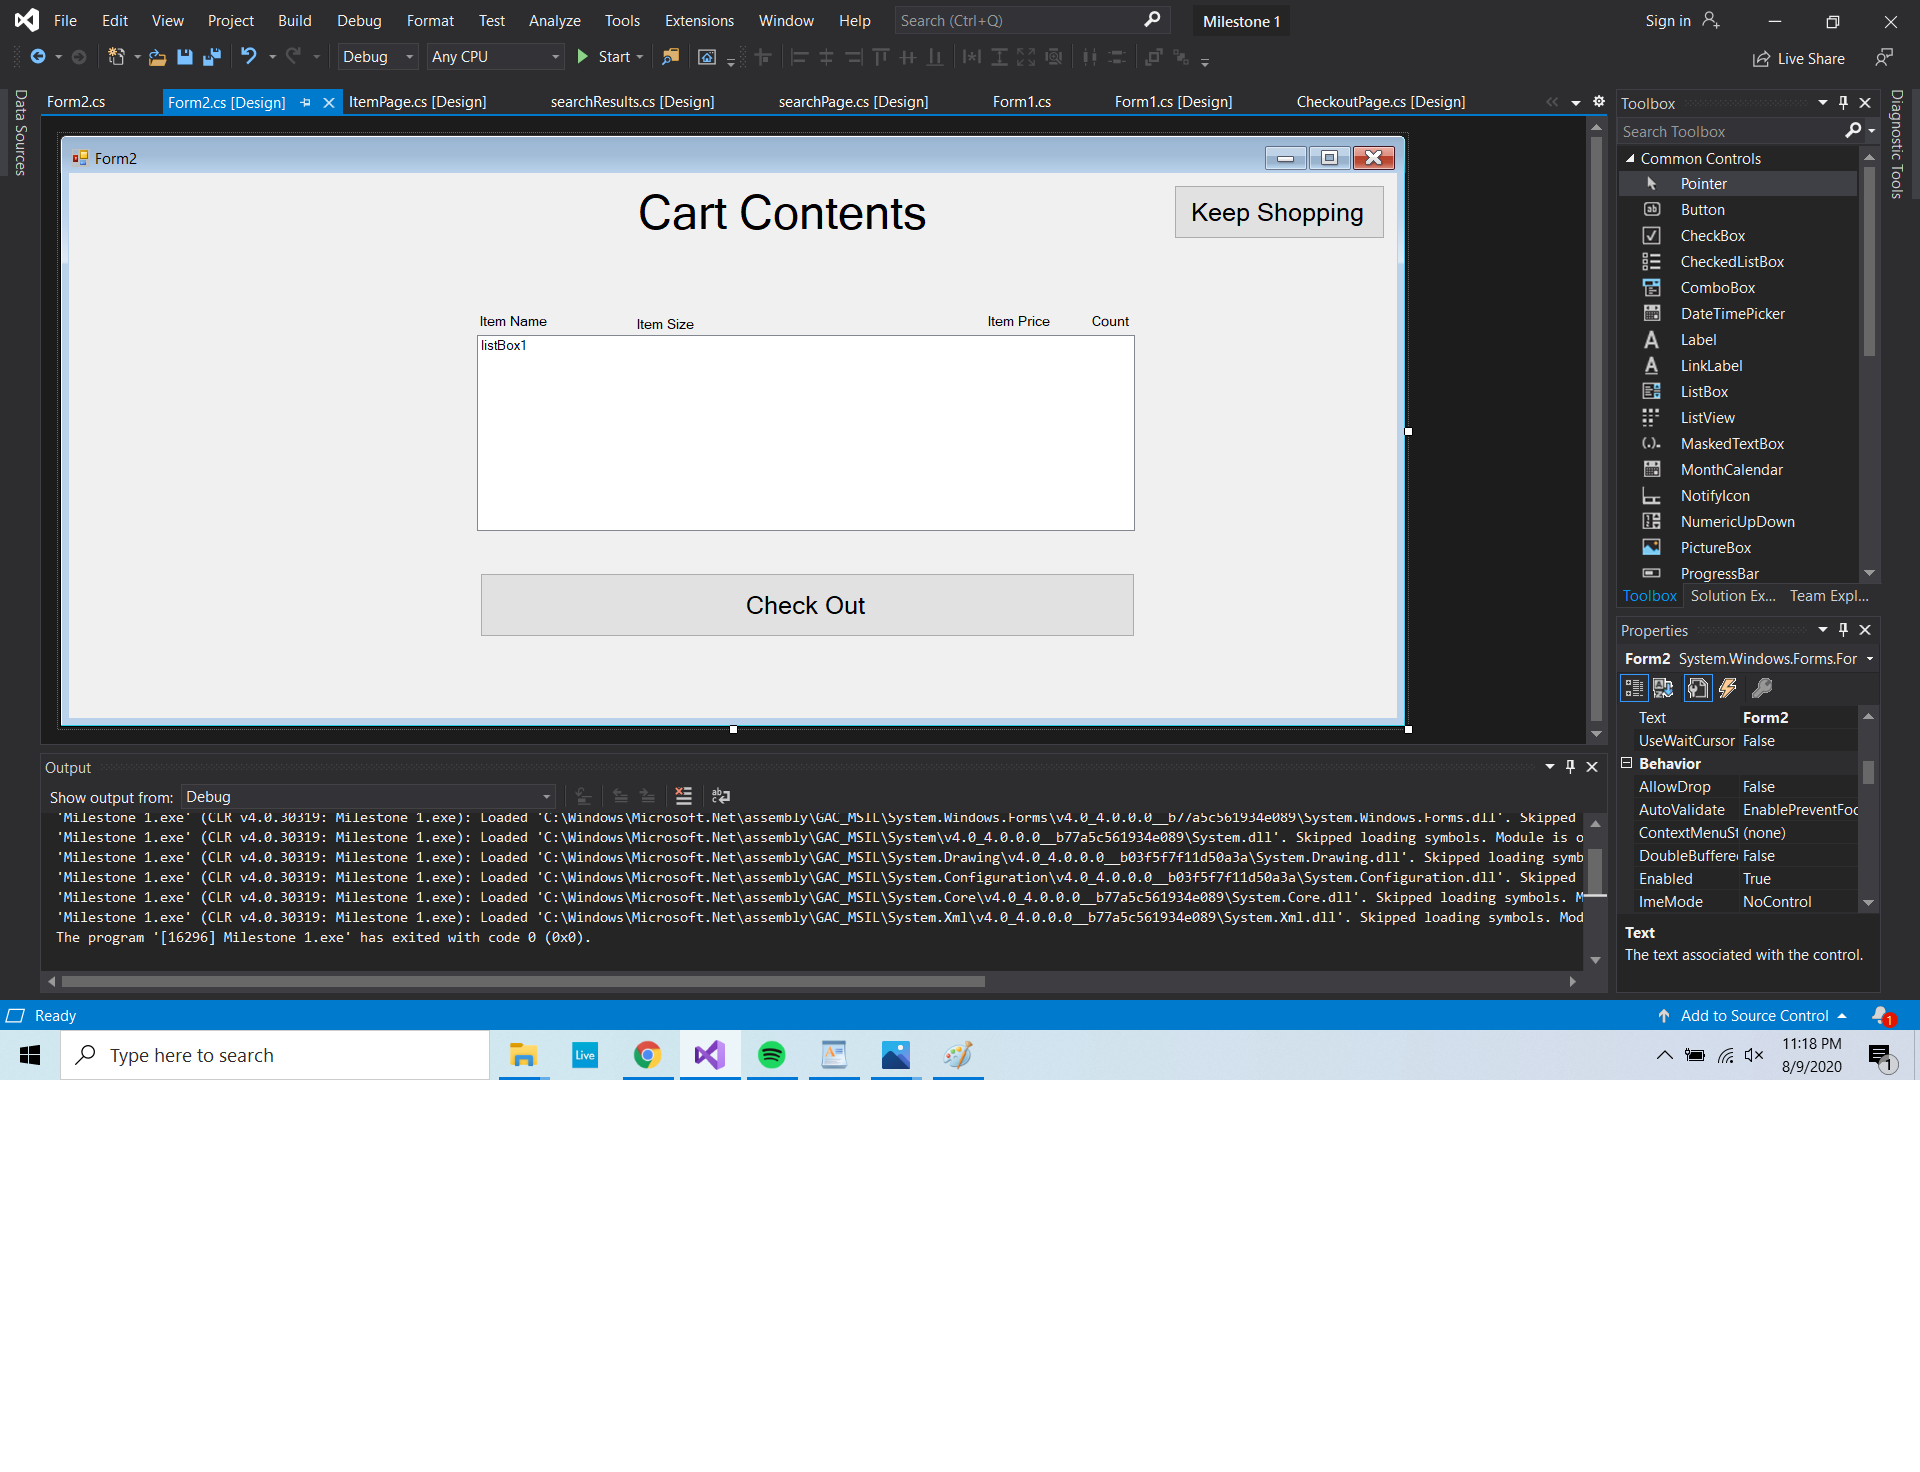 File Edit View Project Build Debug Format Test Analyze Tools Extensions Window Help Search (Ctrl+Q) Milestone 1 Sign in
Debug Any CPU Start Live Share
Form2.cs Form2.cs [Design] ItemPage.cs [Design] searchResults.cs [Design] searchPage.cs [Design] Form1.cs Form1.cs [Design] CheckoutPage.cs [Design]
Data Sources
Form2
Cart Contents
Keep Shopping
Item Name Item Size Item Price Count
listBox1
Check Out
Toolbox
Search Toolbox
Common Controls
Pointer
Button
CheckBox
CheckedListBox
ComboBox
DateTimePicker
Label
LinkLabel
ListBox
ListView
MaskedTextBox
MonthCalendar
NotifyIcon
NumericUpDown
PictureBox
ProgressBar
Toolbox Solution Ex... Team Expl...
Diagnostic Tools
Properties
Form2 System.Windows.Forms.For
Text Form2
UseWaitCursor False
Behavior
AllowDrop False
AutoValidate EnablePreventFoc
ContextMenuSt (none)
DoubleBuffere False
Enabled True
ImeMode NoControl
Text
The text associated with the control.
Output
Show output from: Debug
'Milestone 1.exe' (CLR v4.0.30319: Milestone 1.exe): Loaded 'C:\Windows\Microsoft.Net\assembly\GAC_MSIL\System.Windows.Forms\v4.0_4.0.0.0__b77a5c561934e089\System.Windows.Forms.dll'. Skipped
'Milestone 1.exe' (CLR v4.0.30319: Milestone 1.exe): Loaded 'C:\Windows\Microsoft.Net\assembly\GAC_MSIL\System\v4.0_4.0.0.0__b77a5c561934e089\System.dll'. Skipped loading symbols. Module is o
'Milestone 1.exe' (CLR v4.0.30319: Milestone 1.exe): Loaded 'C:\Windows\Microsoft.Net\assembly\GAC_MSIL\System.Drawing\v4.0_4.0.0.0__b03f5f7f11d50a3a\System.Drawing.dll'. Skipped loading symb
'Milestone 1.exe' (CLR v4.0.30319: Milestone 1.exe): Loaded 'C:\Windows\Microsoft.Net\assembly\GAC_MSIL\System.Configuration\v4.0_4.0.0.0__b03f5f7f11d50a3a\System.Configuration.dll'. Skipped
'Milestone 1.exe' (CLR v4.0.30319: Milestone 1.exe): Loaded 'C:\Windows\Microsoft.Net\assembly\GAC_MSIL\System.Core\v4.0_4.0.0.0__b77a5c561934e089\System.Core.dll'. Skipped loading symbols. M
'Milestone 1.exe' (CLR v4.0.30319: Milestone 1.exe): Loaded 'C:\Windows\Microsoft.Net\assembly\GAC_MSIL\System.Xml\v4.0_4.0.0.0__b77a5c561934e089\System.Xml.dll'. Skipped loading symbols. Mod
The program '[16296] Milestone 1.exe' has exited with code 0 (0x0).
Ready Add to Source Control 1
Type here to search Live 11:18 PM
8/9/2020 1